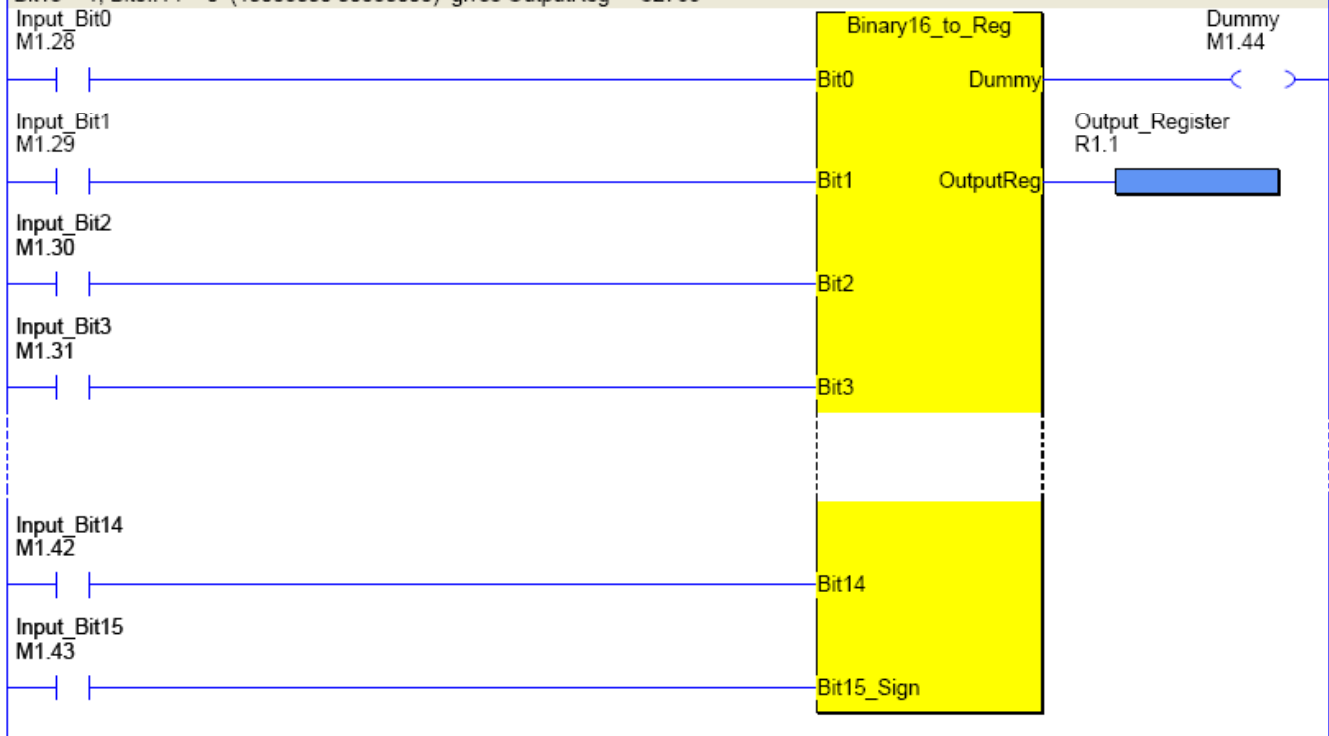 Input_Bit0
M1.28
Binary16_to_Reg
Dummy
M1.44
Bit0
Dummy
Input_Bit1
M1.29
Output_Register
R1.1
Bit1
OutputReg
Input_Bit2
M1.30
Bit2
Input_Bit3
M1.31
Bit3
Input_Bit14
M1.42
Bit14
Input_Bit15
M1.43
Bit15_Sign